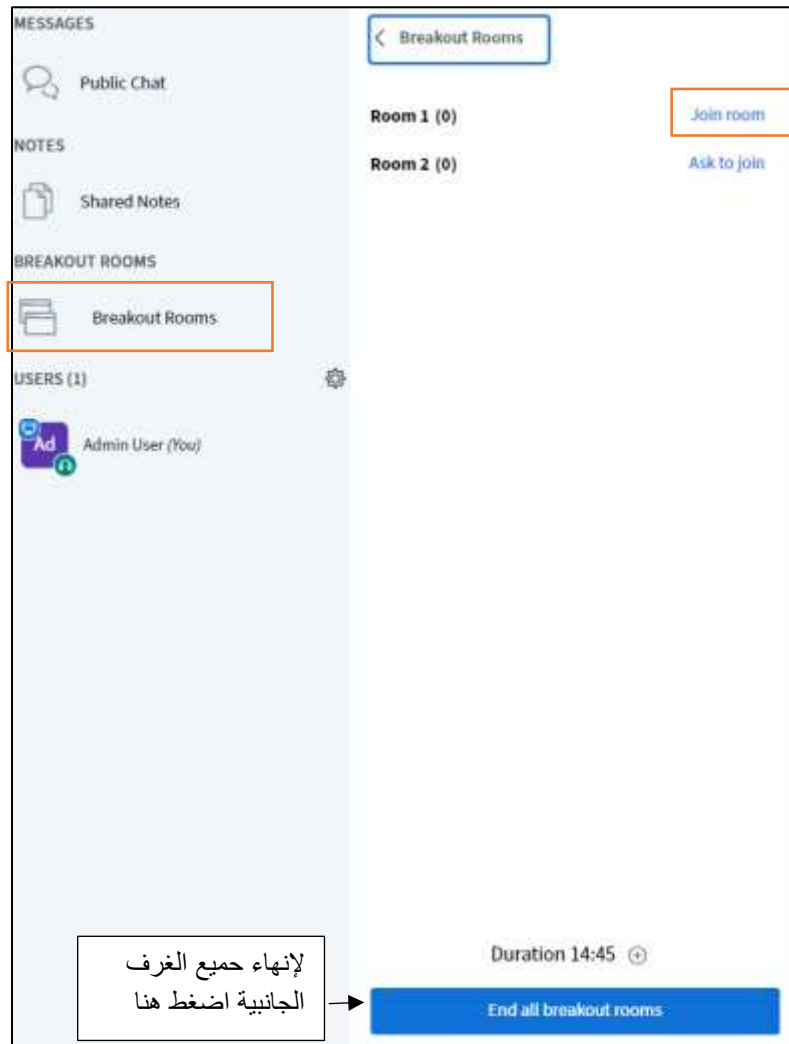 MESSAGES
Public Chat
NOTES
Shared Notes
BREAKOUT ROOMS
Breakout Rooms
USERS (1)
Ad
Admin User (You)
Breakout Rooms
Room 1 (0)
Join room
Room 2 (0)
Ask to join
Duration 14:45
لإنهاء حميع الغرف
الجانبية اضغط هنا
End all breakout rooms